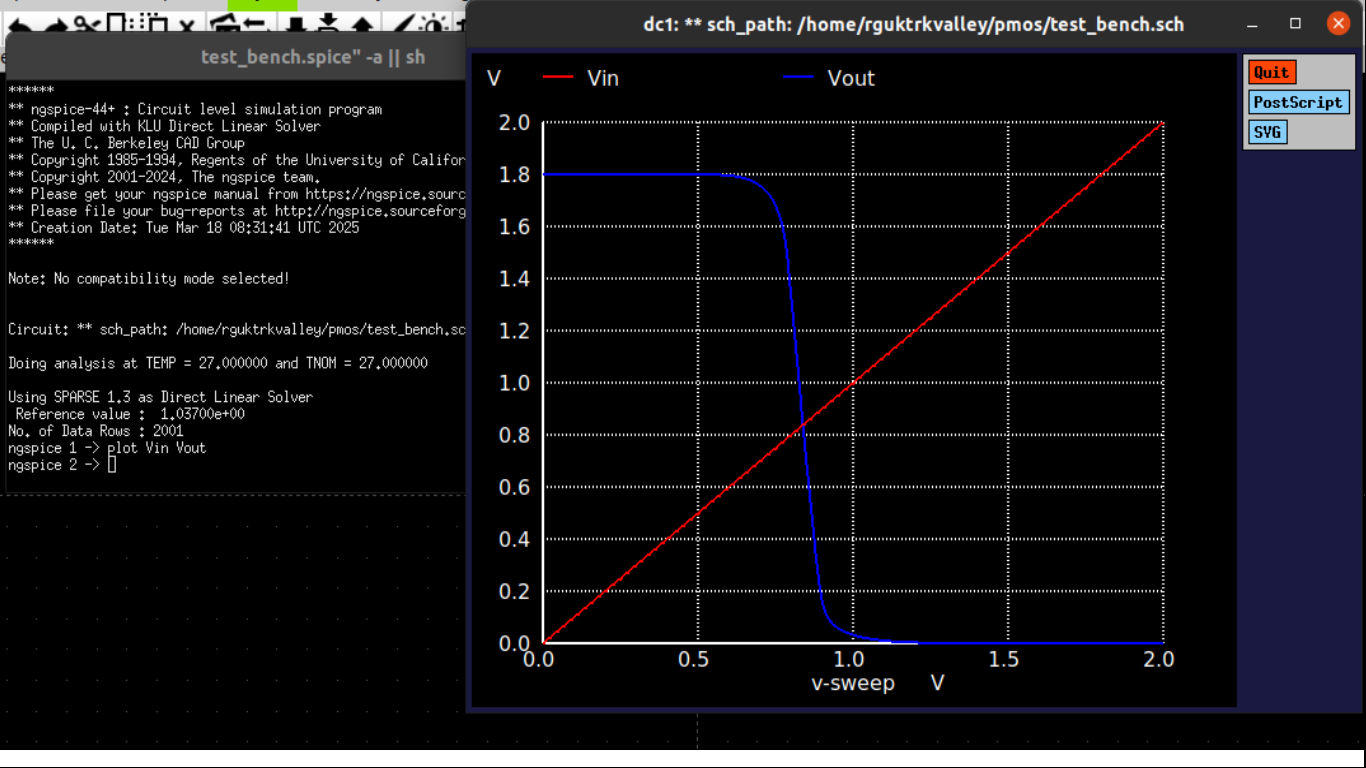 test_bench.spice" -a || sh
******
** ngspice-44+ : Circuit level simulation program
** Compiled with KLU Direct Linear Solver
** The U. C. Berkeley CAD Group
** Copyright 1985-1994, Regents of the University of Califor
** Copyright 2001-2024, The ngspice team.
** Please get your ngspice manual from https://ngspice.sourc
** Please file your bug-reports at http://ngspice.sourceforg
** Creation Date: Tue Mar 18 08:31:41 UTC 2025
******
Note: No compatibility mode selected!
Circuit: ** sch_path: /home/rguktrkvalley/pmos/test_bench.sc
Doing analysis at TEMP = 27.000000 and TNOM = 27.000000
Using SPARSE 1.3 as Direct Linear Solver
Reference value : 1.03700e+00
No. of Data Rows : 2001
ngspice 1 -> plot Vin Vout
ngspice 2 ->
dc1: ** sch_path: /home/rguktrkvalley/pmos/test_bench.sch
V Vin Vout
2.0
1.8
1.6
1.4
1.2
1.0
0.8
0.6
0.4
0.2
0.0
0.0 0.5 1.0 1.5 2.0
v-sweep V
Quit
PostScript
SVG